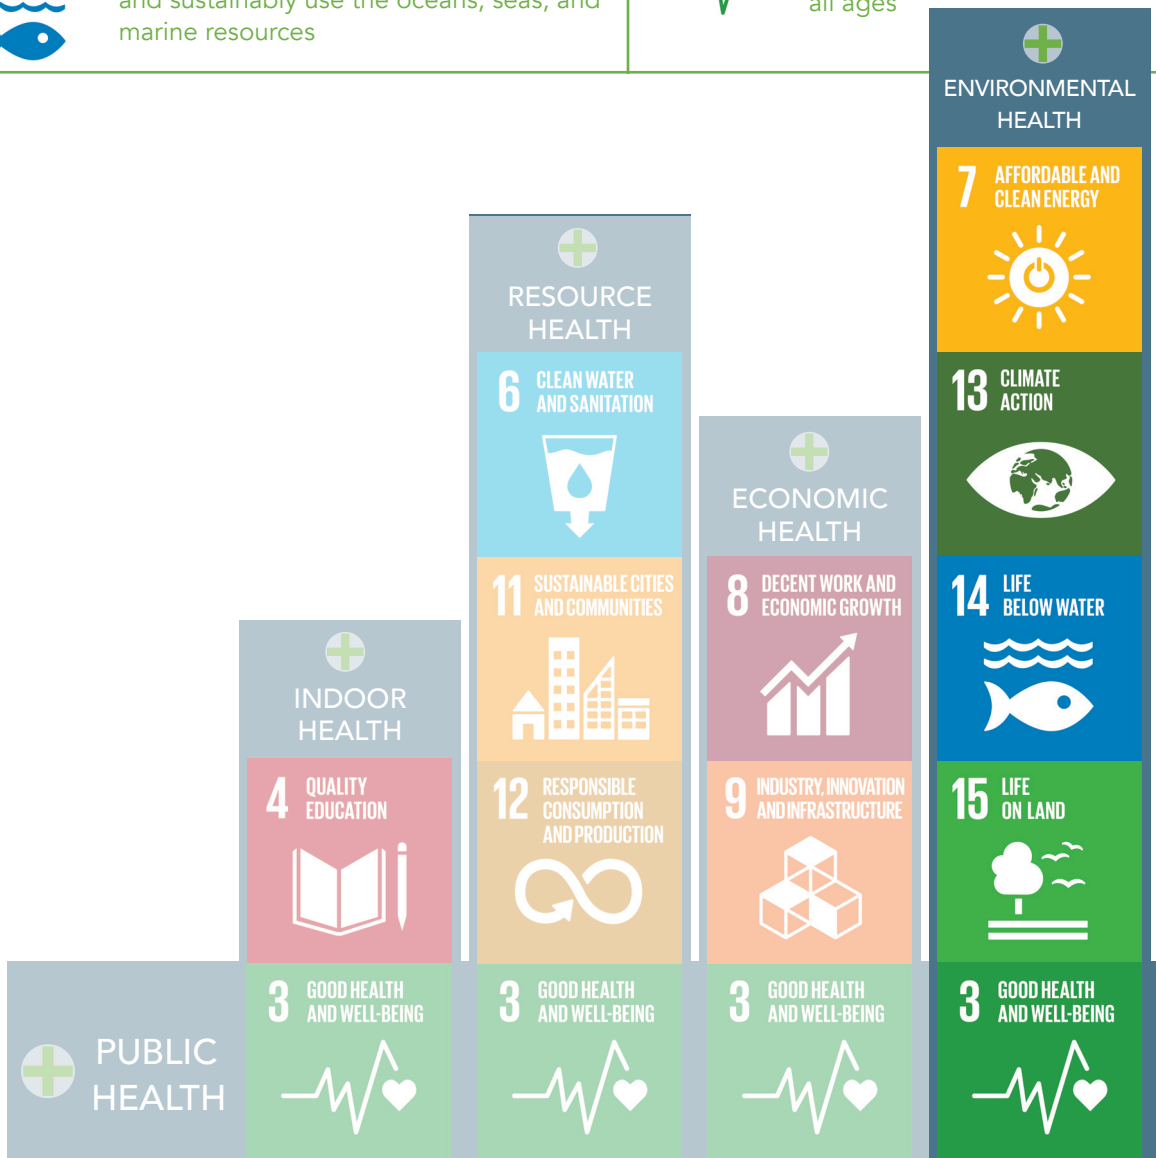 and sustainably use the oceans, seas, and
marine resources
all ages
ENVIRONMENTAL
HEALTH
7 AFFORDABLE AND
CLEAN ENERGY
13 CLIMATE
ACTION
14 LIFE
BELOW WATER
15 LIFE
ON LAND
3 GOOD HEALTH
AND WELL-BEING
RESOURCE
HEALTH
6 CLEAN WATER
AND SANITATION
11 SUSTAINABLE CITIES
AND COMMUNITIES
12 RESPONSIBLE
CONSUMPTION
AND PRODUCTION
3 GOOD HEALTH
AND WELL-BEING
ECONOMIC
HEALTH
8 DECENT WORK AND
ECONOMIC GROWTH
9 INDUSTRY, INNOVATION
AND INFRASTRUCTURE
3 GOOD HEALTH
AND WELL-BEING
INDOOR
HEALTH
4 QUALITY
EDUCATION
3 GOOD HEALTH
AND WELL-BEING
PUBLIC
HEALTH